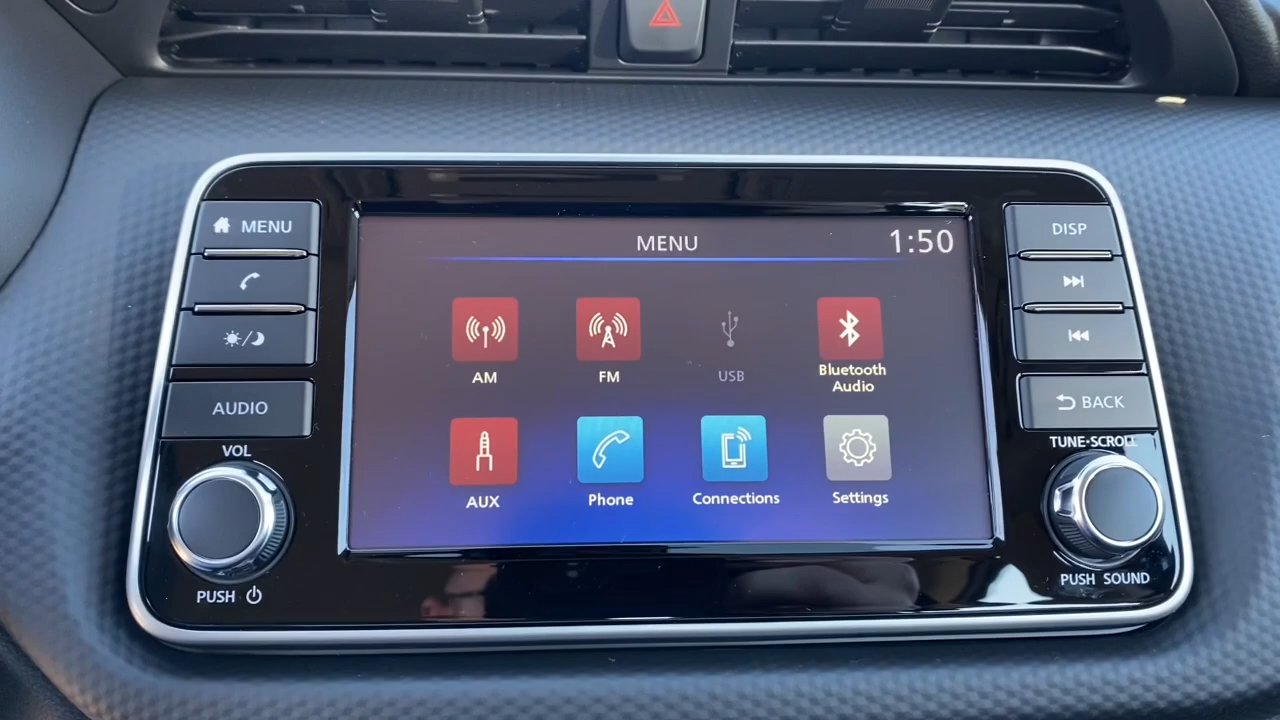 MENU
AUDIO
VOL
PUSH
MENU 1:50
AM FM USB Bluetooth
Audio
AUX Phone Connections Settings
DISP
BACK
TUNE•SCROLL
PUSH SOUND